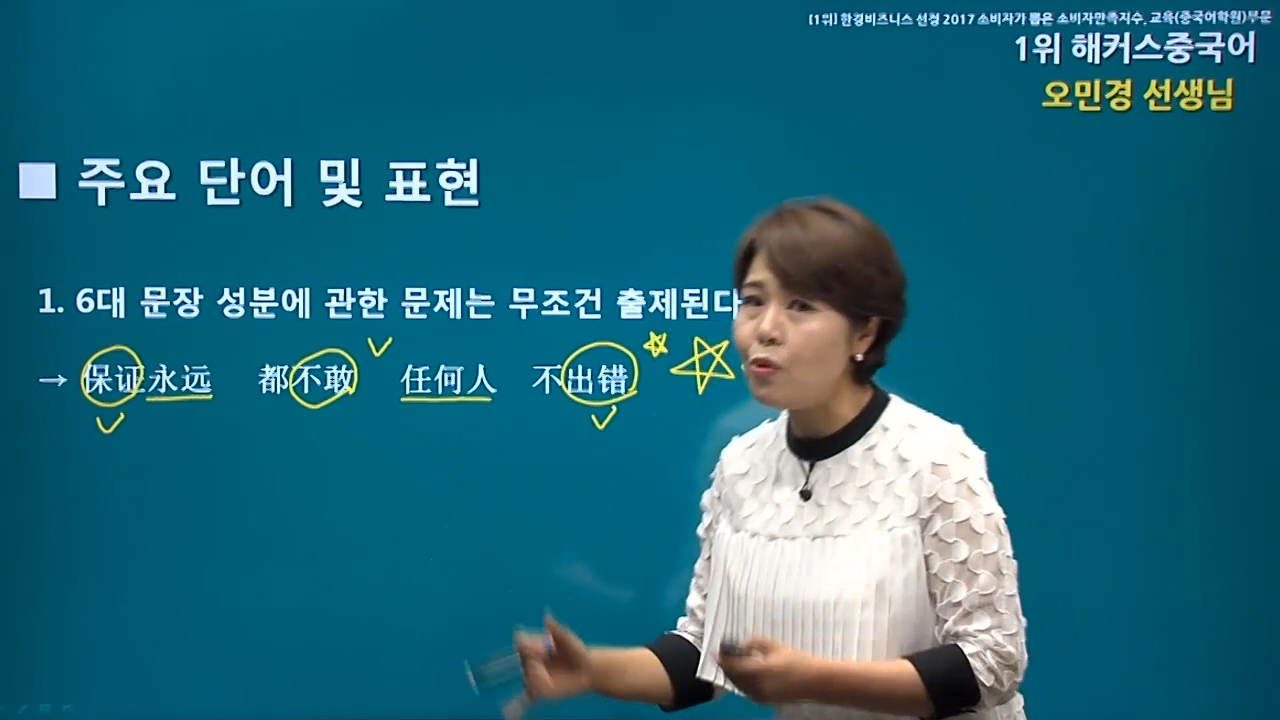 [1위] 한경비즈니스 선정 2017 소비자가 뽑은 소비자만족지수, 교육(중국어학원)부문
1위 해커스중국어
오민경 선생님
■ 주요 단어 및 표현
1. 6대 문장 성분에 관한 문제는 무조건 출제된다
→ 保证永远 都不敢 任何人 不出错